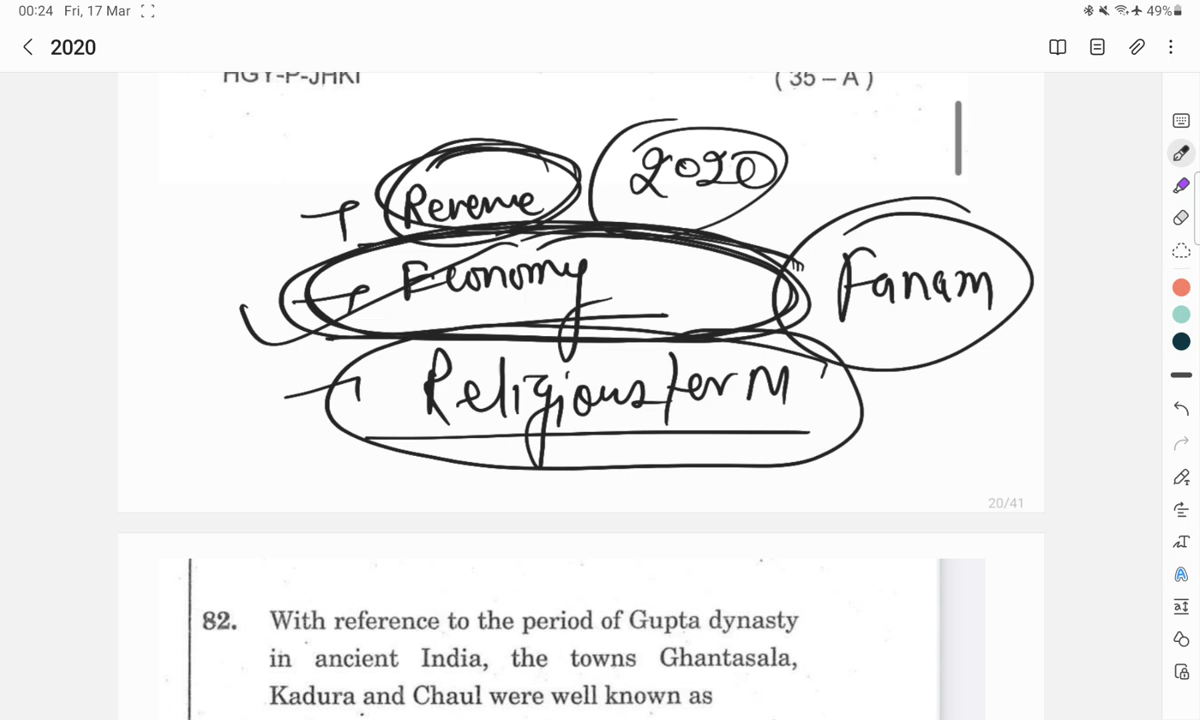 00:24 Fri, 17 Mar 49%
2020
HGY-P-JHKI ( 35 – A )
Revenue 2020
Economy Fanam
Religious term
20/41
82. With reference to the period of Gupta dynasty
in ancient India, the towns Ghantasala,
Kadura and Chaul were well known as